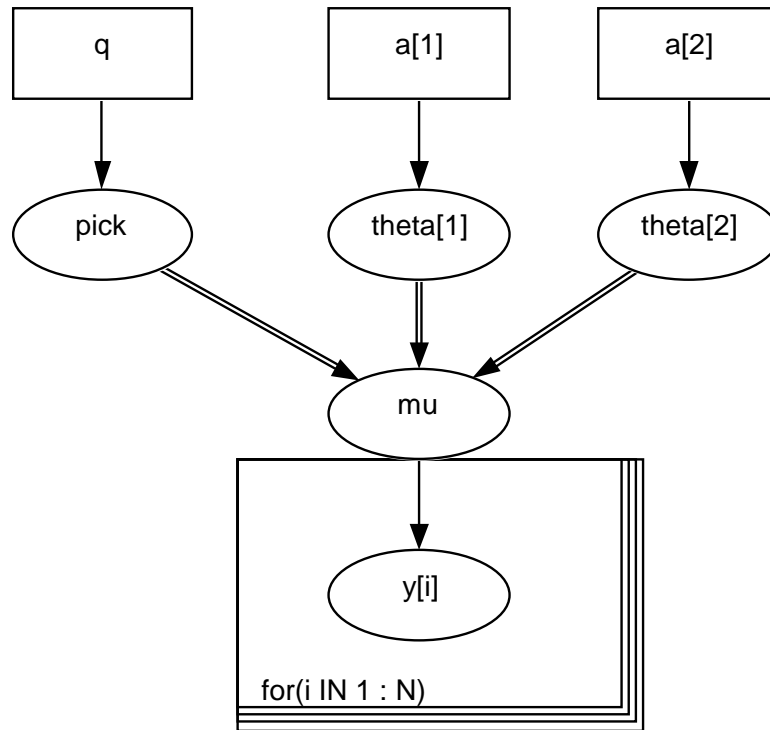 q
a[1]
a[2]
pick
theta[1]
theta[2]
mu
y[i]
for(i IN 1 : N)